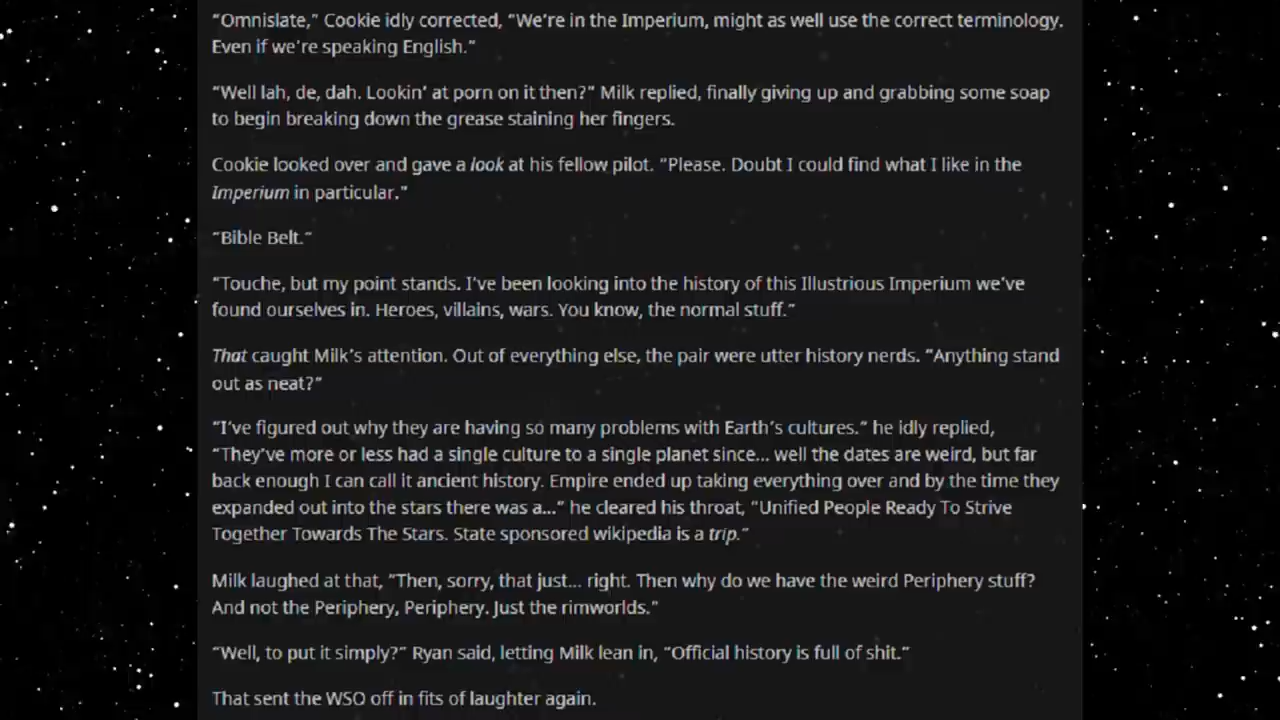 “Omnislate,” Cookie idly corrected, “We’re in the Imperium, might as well use the correct terminology.
Even if we’re speaking English.”
“Well lah, de, dah. Lookin’ at porn on it then?” Milk replied, finally giving up and grabbing some soap
to begin breaking down the grease staining her fingers.
Cookie looked over and gave a look at his fellow pilot. “Please. Doubt I could find what I like in the
Imperium in particular.”
“Bible Belt.”
“Touche, but my point stands. I’ve been looking into the history of this Illustrious Imperium we’ve
found ourselves in. Heroes, villains, wars. You know, the normal stuff.”
That caught Milk’s attention. Out of everything else, the pair were utter history nerds. “Anything stand
out as neat?”
“I’ve figured out why they are having so many problems with Earth’s cultures.” he idly replied,
“They’ve more or less had a single culture to a single planet since... well the dates are weird, but far
back enough I can call it ancient history. Empire ended up taking everything over and by the time they
expanded out into the stars there was a...” he cleared his throat, “Unified People Ready To Strive
Together Towards The Stars. State sponsored wikipedia is a trip.”
Milk laughed at that, “Then, sorry, that just... right. Then why do we have the weird Periphery stuff?
And not the Periphery, Periphery. Just the rimworlds.”
“Well, to put it simply?” Ryan said, letting Milk lean in, “Official history is full of shit.”
That sent the WSO off in fits of laughter again.